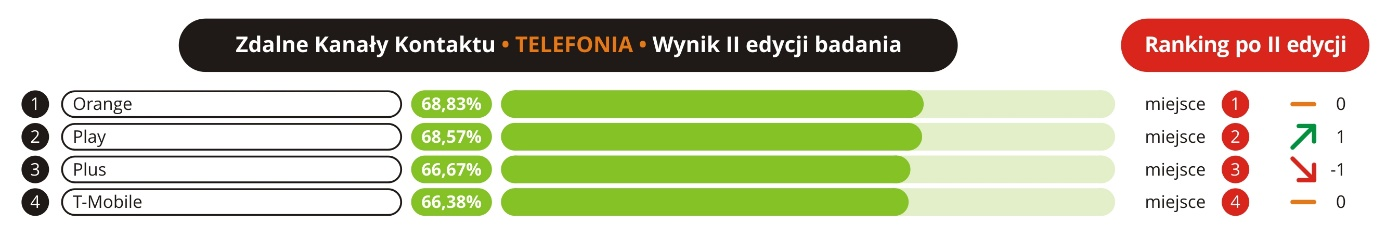 Zdalne Kanały Kontaktu • TELEFONIA • Wynik II edycji badania Ranking po II edycji
1 Orange 68,83% miejsce 1 0
2 Play 68,57% miejsce 2 1
3 Plus 66,67% miejsce 3 -1
4 T-Mobile 66,38% miejsce 4 0